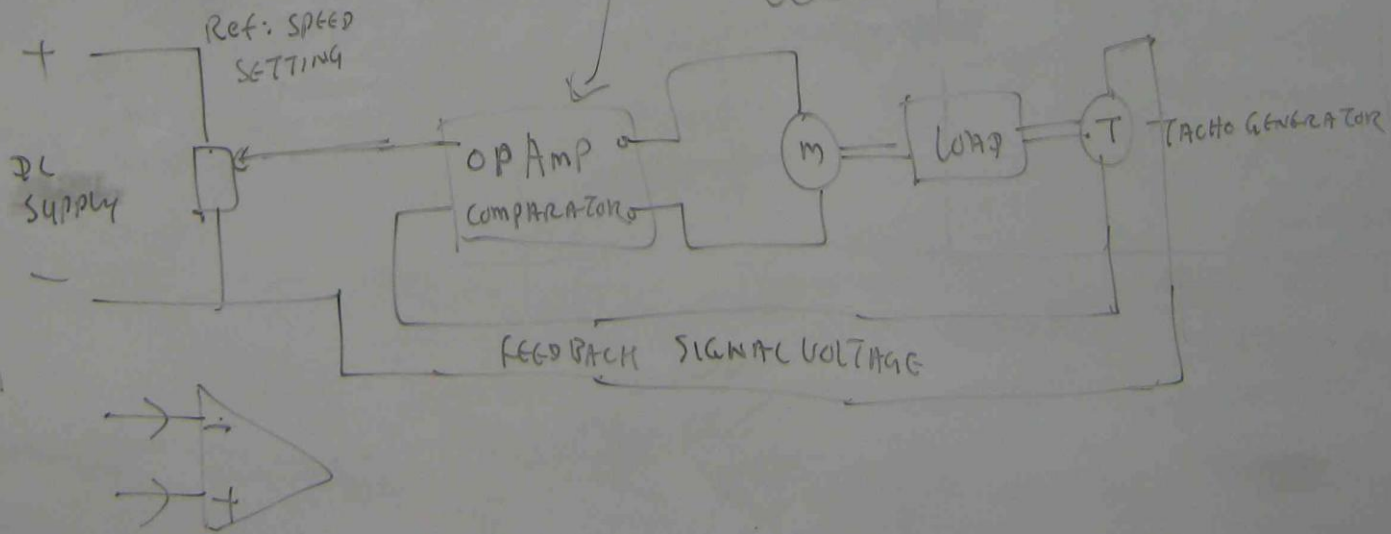 Ref: SPEED
SETTING
+
DC
SUPPLY
-
OP AMP
COMPARATOR
M
LOAD
T
TACHO GENERATOR
FEEDBACK SIGNAL VOLTAGE
-
+